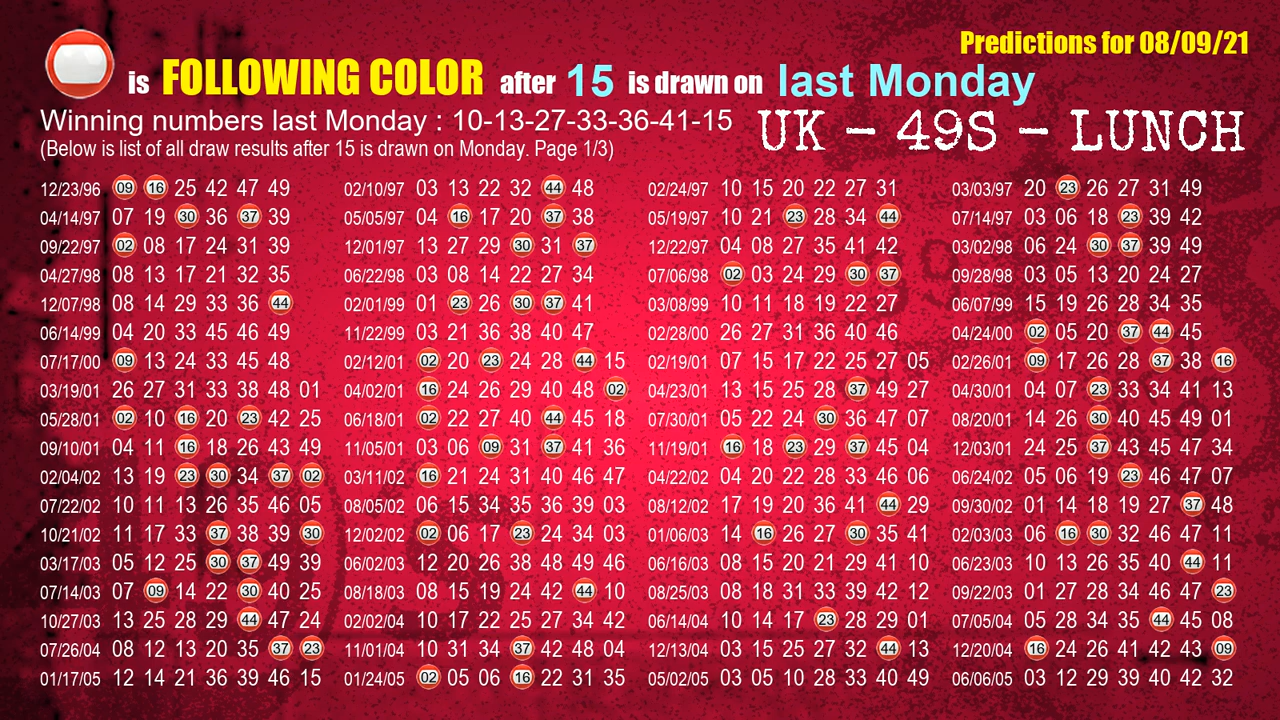 Predictions for 08/09/21
is FOLLOWING COLOR after 15 is drawn on last Monday
Winning numbers last Monday : 10-13-27-33-36-41-15
UK - 49S - LUNCH
(Below is list of all draw results after 15 is drawn on Monday. Page 1/3)
12/23/96 09 16 25 42 47 49 02/10/97 03 13 22 32 44 48 02/24/97 10 15 20 22 27 31 3/03/97 20 23 26 27 31 49
04/14/97 07 19 30 36 37 39 05/05/97 04 16 17 20 37 38 05/19/97 10 21 23 28 34 44 07/14/97 03 06 18 23 39 42
09/22/97 02 08 17 24 31 39 12/01/97 13 27 29 30 31 37 12/22/97 04 08 27 35 41 42 03/02/98 06 24 30 37 39 49
04/27/98 08 13 17 21 32 35 06/22/98 03 08 14 22 27 34 07/06/98 02 03 24 29 30 37 09/28/98 03 05 13 20 24 27
12/07/98 08 14 29 33 36 44 02/01/99 01 23 26 30 37 41 03/08/99 10 11 18 19 22 27 06/07/99 15 19 26 28 34 35
06/14/99 04 20 33 45 46 49 11/22/99 03 21 36 38 40 47 02/28/00 26 27 31 36 40 46 04/24/00 02 05 20 37 44 45
07/17/00 09 13 24 33 45 48 02/12/01 02 20 23 24 28 44 15 02/19/01 07 15 17 22 25 27 05 02/26/01 09 17 26 28 37 38 16
03/19/01 26 27 31 33 38 48 01 04/02/01 16 24 26 29 40 48 02 04/23/01 13 15 25 28 37 49 27 04/30/01 04 07 23 33 34 41 13
05/28/01 02 10 16 20 23 42 25 06/18/01 02 22 27 40 44 45 18 07/30/01 05 22 24 30 36 47 07 08/20/01 14 26 30 40 45 49 01
09/10/01 04 11 16 18 26 43 49 11/05/01 03 06 09 31 37 41 36 11/19/01 16 18 23 29 37 45 04 12/03/01 24 25 37 43 45 47 34
02/04/02 13 19 23 30 34 37 02 03/11/02 16 21 24 31 40 46 47 04/22/02 04 20 22 28 33 46 06 06/24/02 05 06 19 23 46 47 07
07/22/02 10 11 13 26 35 46 05 08/05/02 06 15 34 35 36 39 03 08/12/02 17 19 20 36 41 44 29 09/30/02 01 14 18 19 27 37 48
10/21/02 11 17 33 37 38 39 30 12/02/02 02 06 17 23 24 34 03 01/06/03 14 16 26 27 30 35 41 02/03/03 06 16 30 32 46 47 11
03/17/03 05 12 25 30 37 49 39 06/02/03 12 20 26 38 48 49 46 06/16/03 08 15 20 21 29 41 10 06/23/03 10 13 26 35 40 44 11
07/14/03 07 09 14 22 30 40 25 08/18/03 08 15 19 24 42 44 10 08/25/03 08 18 31 33 39 42 12 09/22/03 01 27 28 34 46 47 23
10/27/03 13 25 28 29 44 47 24 02/02/04 10 17 22 25 27 34 42 06/14/04 10 14 17 23 28 29 01 07/05/04 05 28 34 35 44 45 08
07/26/04 08 12 13 20 35 37 23 11/01/04 10 31 34 37 42 48 04 12/13/04 03 15 25 27 32 44 13 12/20/04 16 24 26 41 42 43 09
01/17/05 12 14 21 36 39 46 15 01/24/05 02 05 06 16 22 31 35 05/02/05 03 05 10 28 33 40 49 06/06/05 03 12 29 39 40 42 32